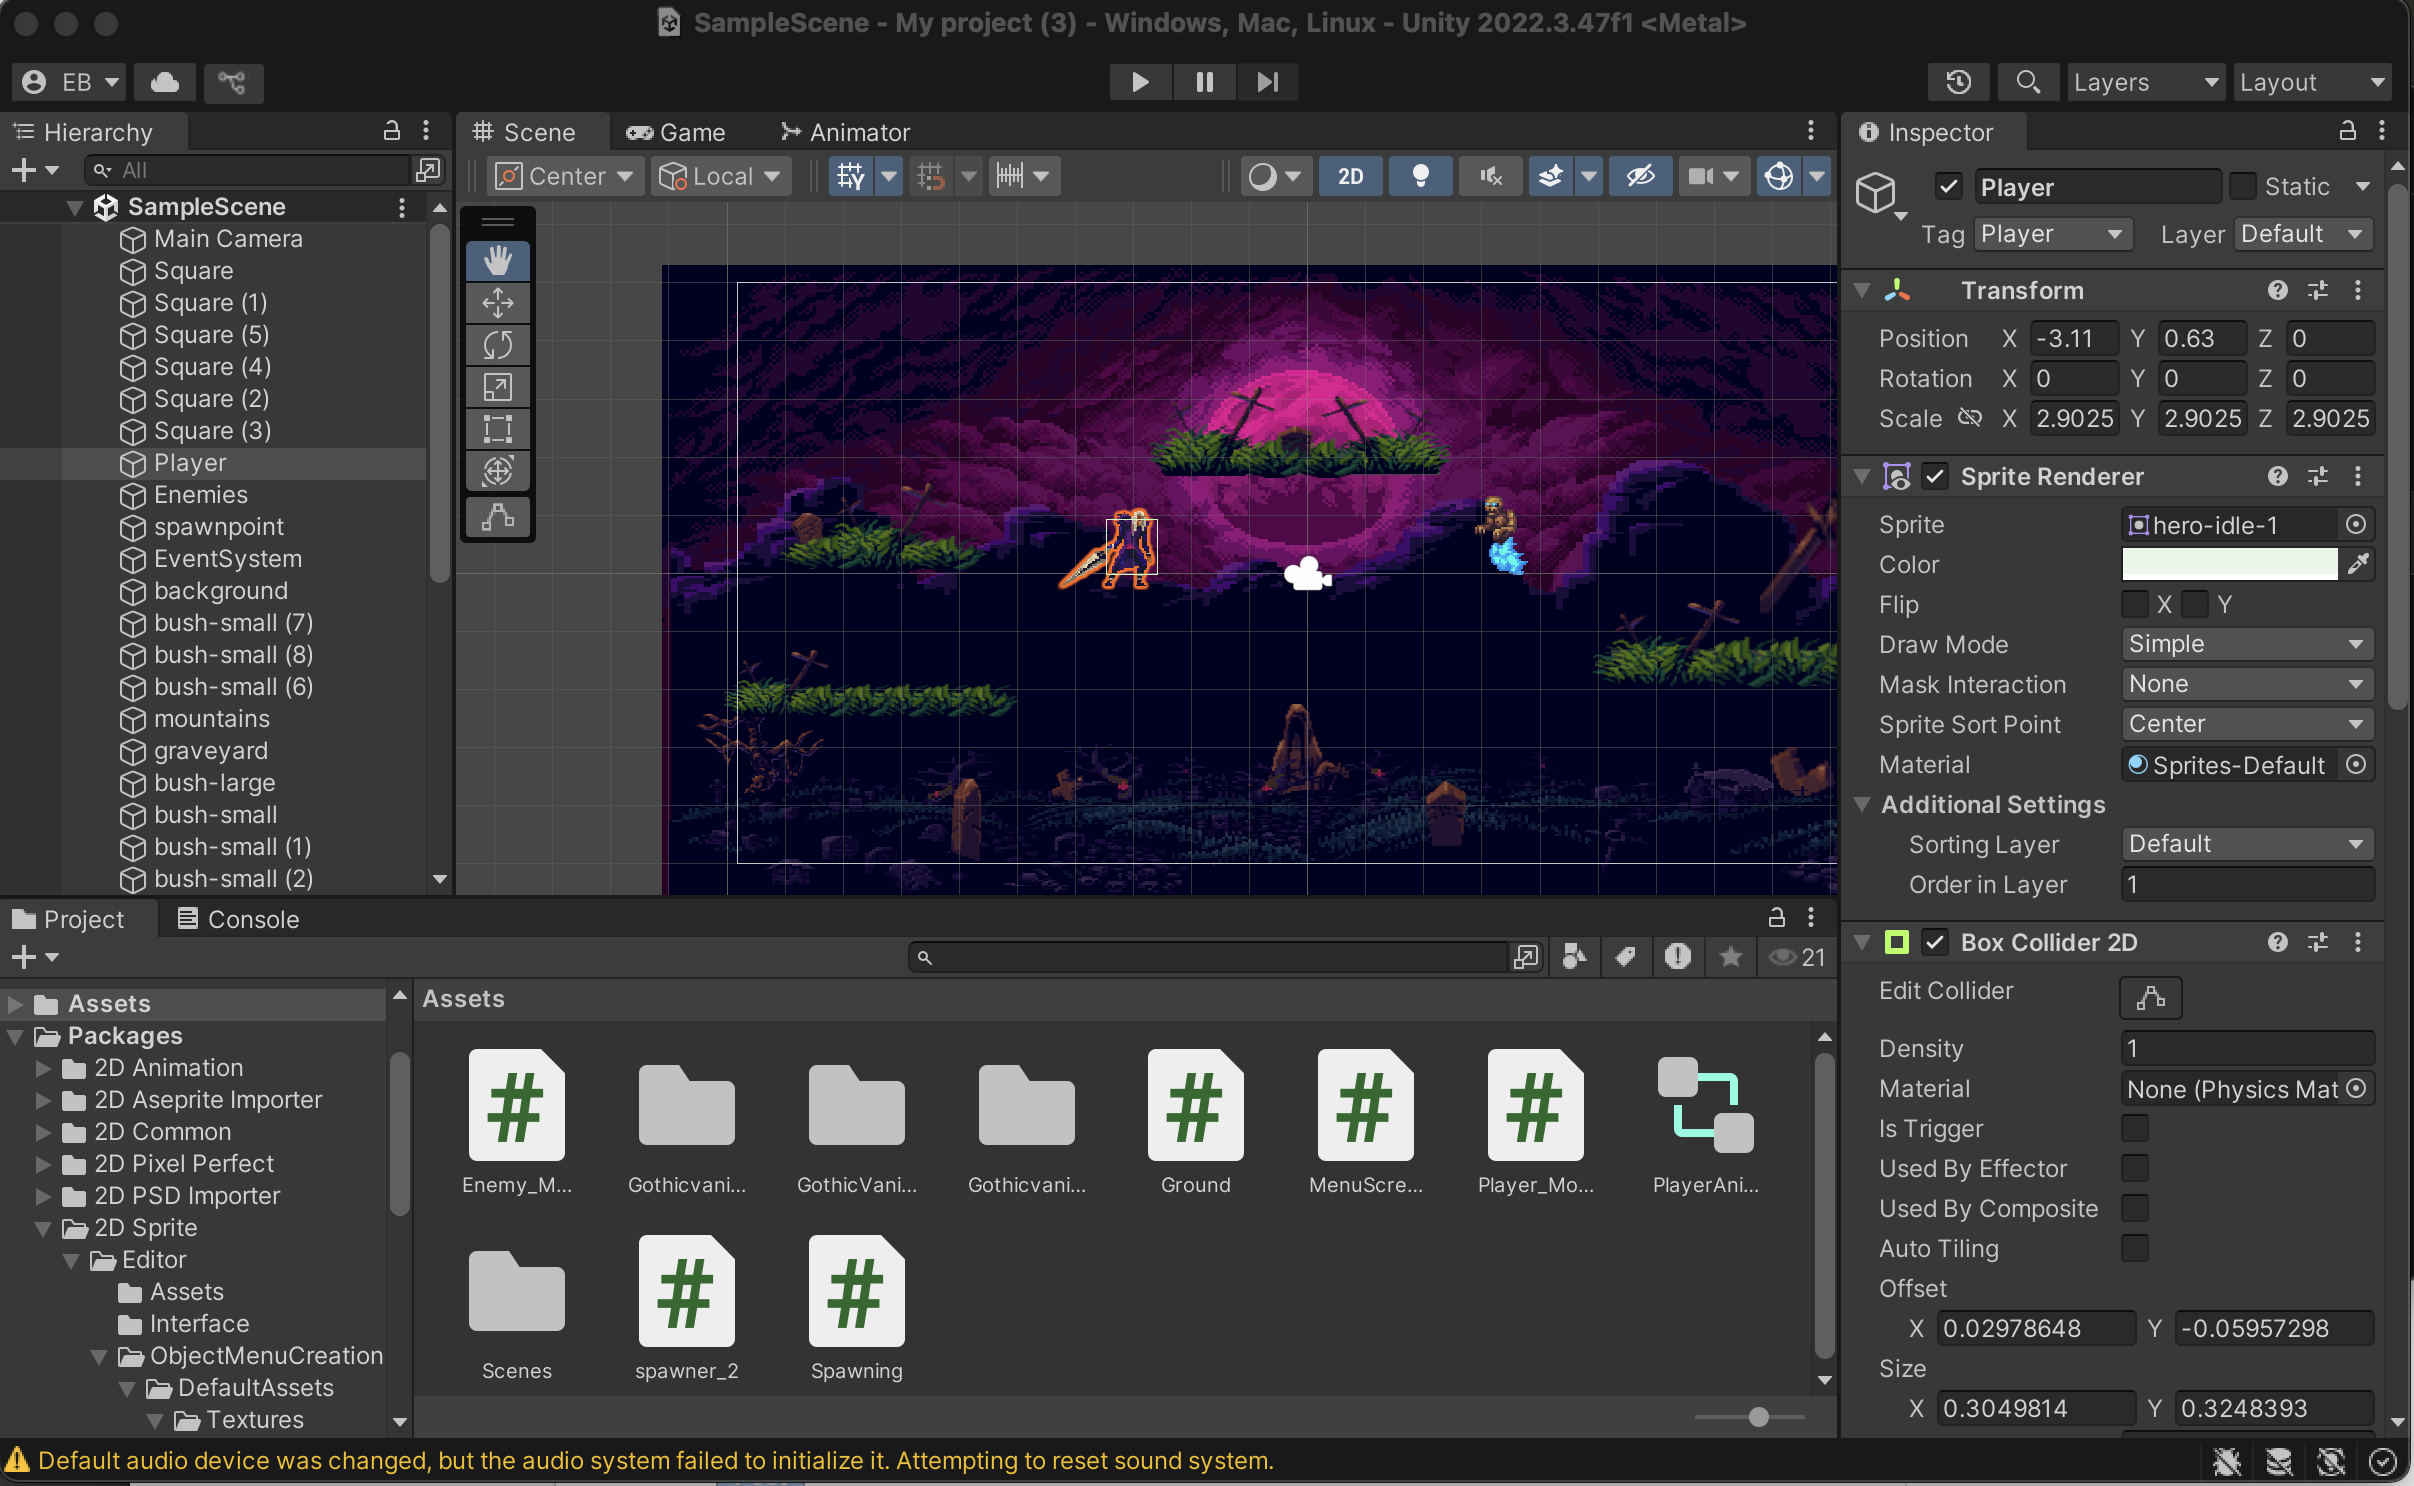 SampleScene - My project (3) - Windows, Mac, Linux - Unity 2022.3.47f1 <Metal>
EB
Layers
Layout
Hierarchy
All
SampleScene
Main Camera
Square
Square (1)
Square (5)
Square (4)
Square (2)
Square (3)
Player
Enemies
spawnpoint
EventSystem
background
bush-small (7)
bush-small (8)
bush-small (6)
mountains
graveyard
bush-large
bush-small
bush-small (1)
bush-small (2)
Scene
Game
Animator
Center
Local
2D
Inspector
Player
Static
Tag
Player
Layer
Default
Transform
Position X -3.11 Y 0.63 Z 0
Rotation X 0 Y 0 Z 0
Scale X 2.9025 Y 2.9025 Z 2.9025
Sprite Renderer
Sprite hero-idle-1
Color
Flip X Y
Draw Mode Simple
Mask Interaction None
Sprite Sort Point Center
Material Sprites-Default
Additional Settings
Sorting Layer Default
Order in Layer 1
Box Collider 2D
Edit Collider
Density 1
Material None (Physics Mat
Is Trigger
Used By Effector
Used By Composite
Auto Tiling
Offset
X 0.02978648 Y -0.05957298
Size
X 0.3049814 Y 0.3248393
Project
Console
21
Assets
Packages
2D Animation
2D Aseprite Importer
2D Common
2D Pixel Perfect
2D PSD Importer
2D Sprite
Editor
Assets
Interface
ObjectMenuCreation
DefaultAssets
Textures
Assets
Enemy_M...
Gothicvani...
GothicVani...
Gothicvani...
Ground
MenuScre...
Player_Mo...
PlayerAni...
Scenes
spawner_2
Spawning
Default audio device was changed, but the audio system failed to initialize it. Attempting to reset sound system.